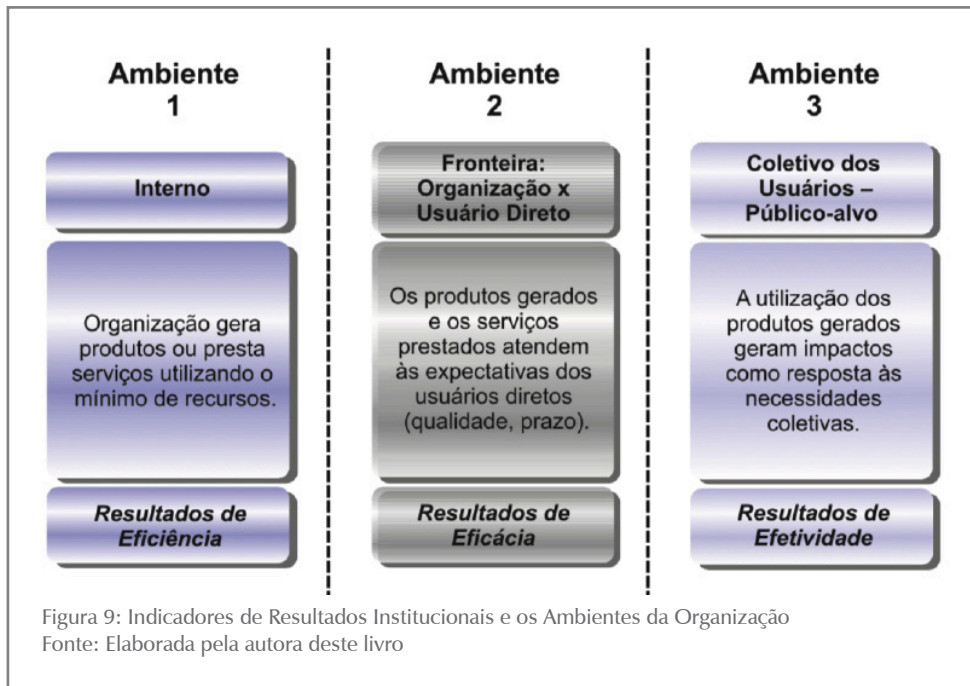 Ambiente
1
Interno
Organização gera
produtos ou presta
serviços utilizando o
mínimo de recursos.
Resultados de
Eficiência
Ambiente
2
Fronteira:
Organização x
Usuário Direto
Os produtos gerados
e os serviços
prestados atendem
às expectativas dos
usuários diretos
(qualidade, prazo).
Resultados de
Eficácia
Ambiente
3
Coletivo dos
Usuários –
Público-alvo
A utilização dos
produtos gerados
geram impactos
como resposta às
necessidades
coletivas.
Resultados de
Efetividade
Figura 9: Indicadores de Resultados Institucionais e os Ambientes da Organização
Fonte: Elaborada pela autora deste livro